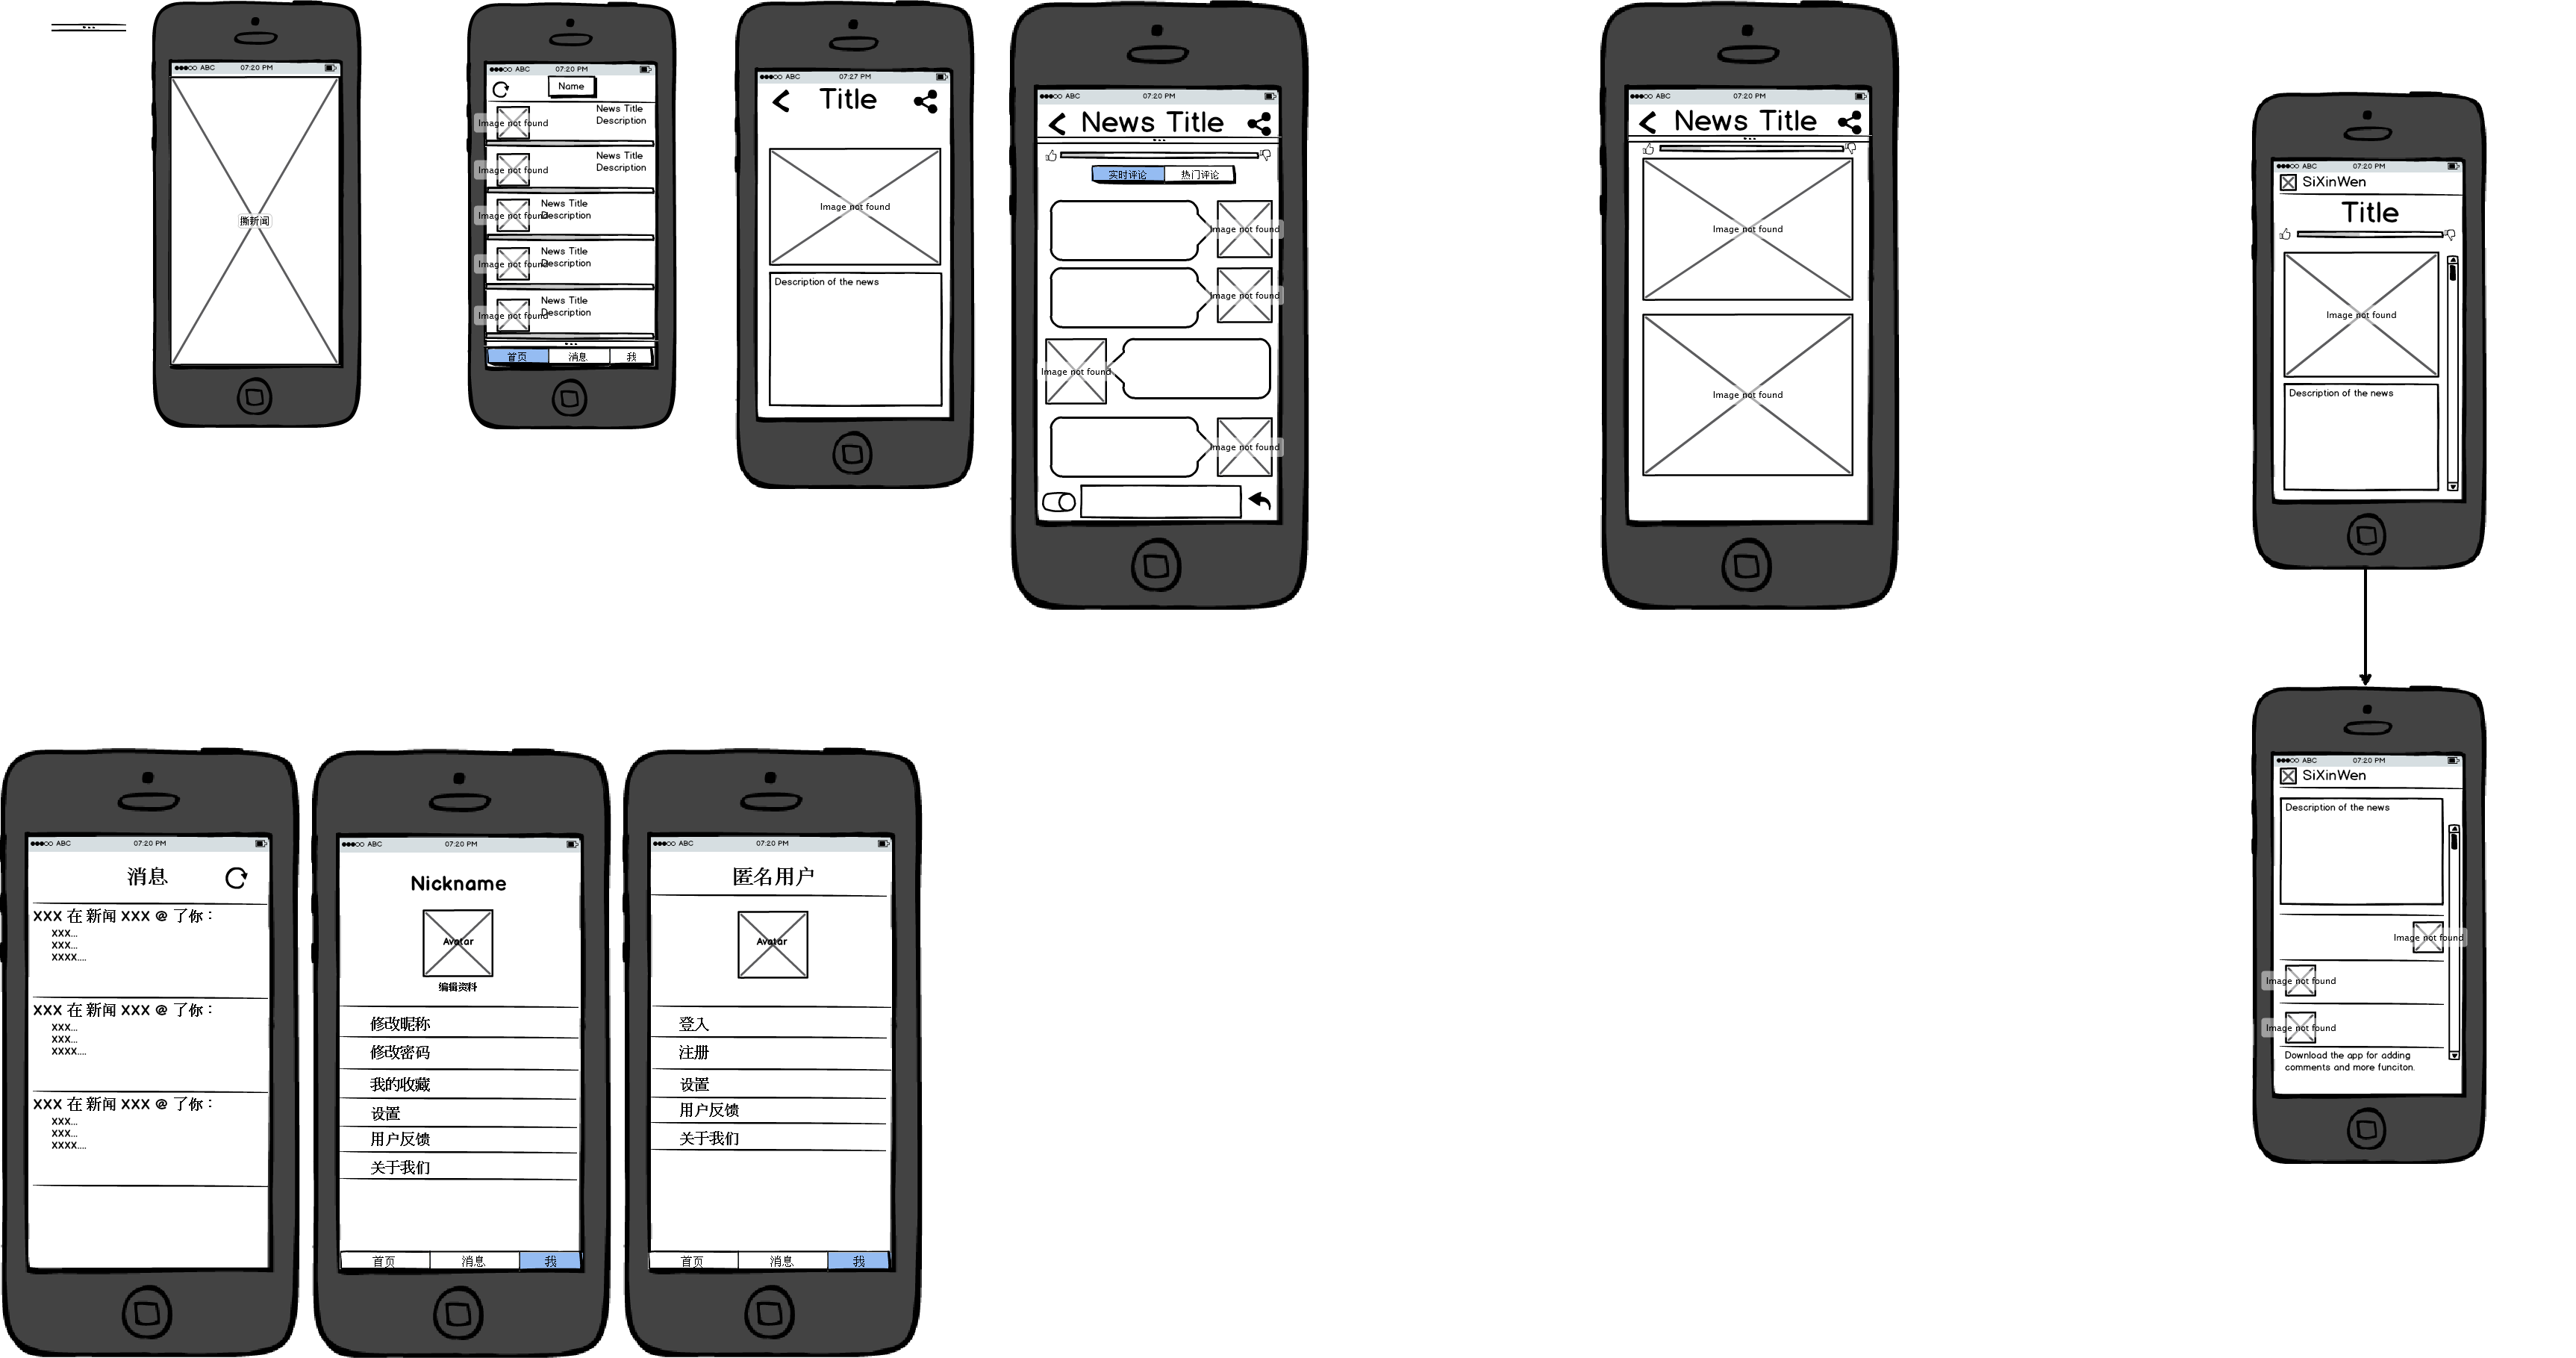 ABC 07:20 PM
撕新闻
ABC 07:20 PM
Name
News Title
Description
Image not found
News Title
Description
Image not found
News Title
Description
Image not found
News Title
Description
Image not found
News Title
Description
Image not found
首页 消息 我
ABC 07:27 PM
Title
Image not found
Description of the news
ABC 07:20 PM
News Title
实时评论 热门评论
Image not found
Image not found
Image not found
Image not found
ABC 07:20 PM
News Title
Image not found
Image not found
ABC 07:20 PM
SiXinWen
Title
Image not found
Description of the news
ABC 07:20 PM
SiXinWen
Description of the news
Image not found
Image not found
Image not found
Download the app for adding
comments and more funciton.
ABC 07:20 PM
消息
XXX 在 新闻 XXX @ 了你：
XXX...
XXX...
XXXX....
XXX 在 新闻 XXX @ 了你：
XXX...
XXX...
XXXX....
XXX 在 新闻 XXX @ 了你：
XXX...
XXX...
XXXX....
ABC 07:20 PM
Nickname
Avatar
编辑资料
修改昵称
修改密码
我的收藏
设置
用户反馈
关于我们
首页 消息 我
ABC 07:20 PM
匿名用户
Avatar
登入
注册
设置
用户反馈
关于我们
首页 消息 我